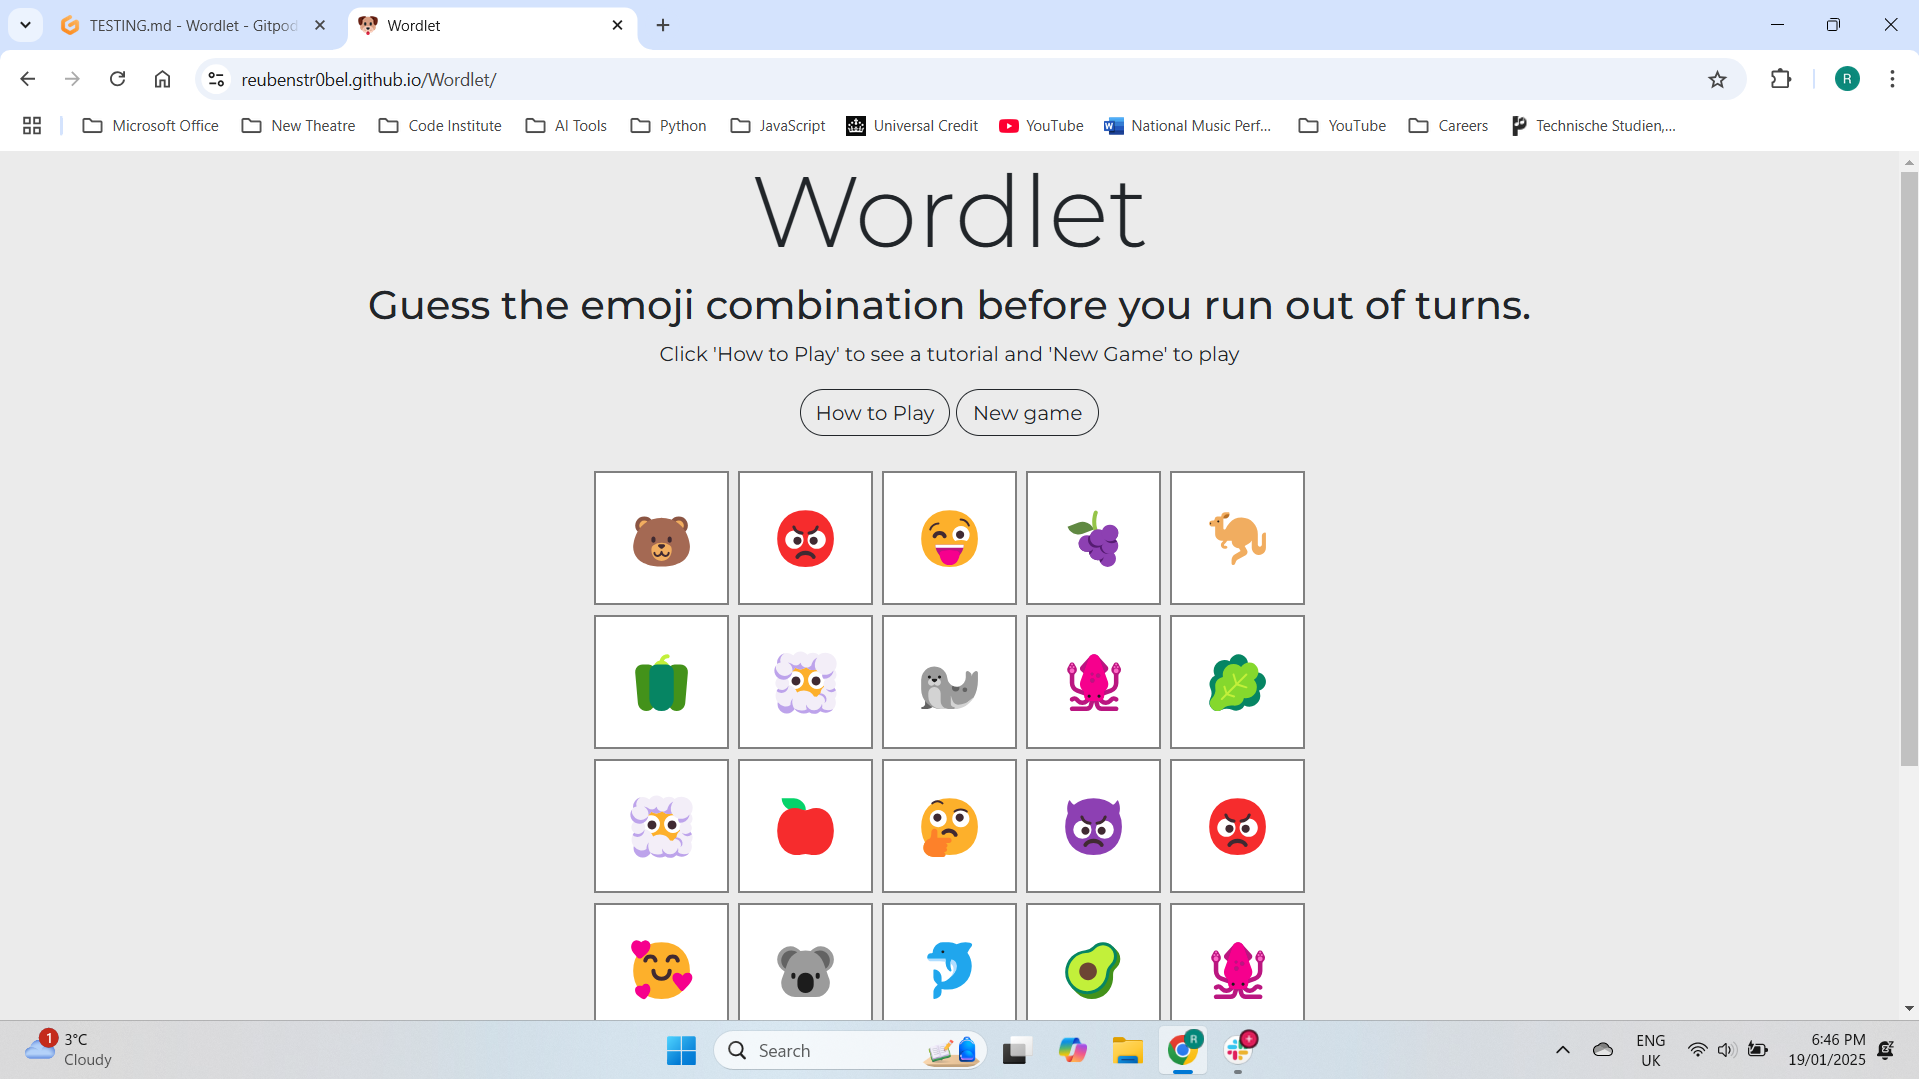 TESTING.md - Wordlet - Gitpod
Wordlet
reubenstr0bel.github.io/Wordlet/
R
Microsoft Office
New Theatre
Code Institute
AI Tools
Python
JavaScript
Universal Credit
YouTube
National Music Perf...
YouTube
Careers
Technische Studien,...
Wordlet
Guess the emoji combination before you run out of turns.
Click 'How to Play' to see a tutorial and 'New Game' to play
How to Play
New game
1
3°C
Cloudy
Search
R
ENG
UK
6:46 PM
19/01/2025